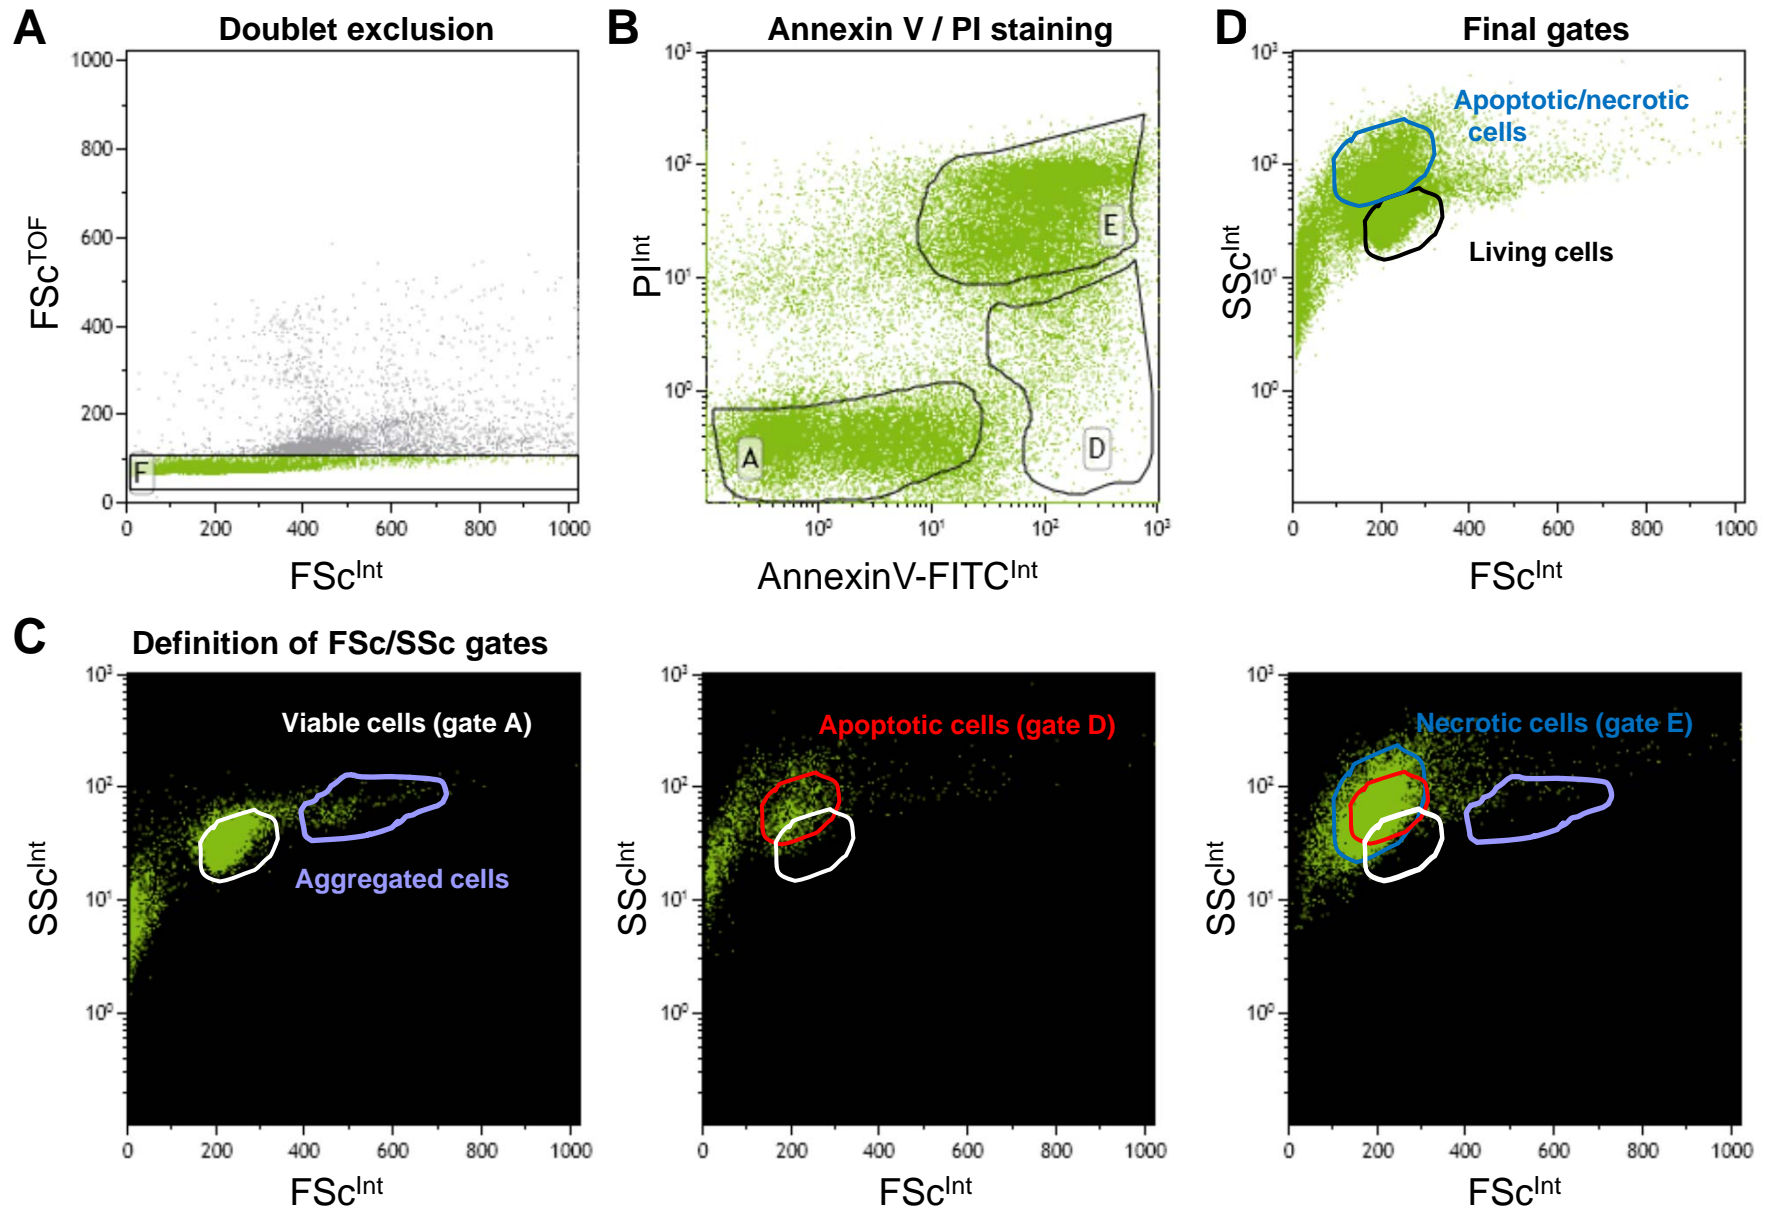 A
Doublet exclusion
1000
800
600
400
200
0
FSc^TOF
F
0 200 400 600 800 1000
FSc^Int
B
Annexin V / PI staining
10³
10²
10¹
10⁰
PI^Int
E
A
D
10⁰ 10¹ 10² 10³
AnnexinV-FITC^Int
D
Final gates
10³
10²
10¹
10⁰
SSc^Int
Apoptotic/necrotic
cells
Living cells
0 200 400 600 800 1000
FSc^Int
C
Definition of FSc/SSc gates
10³
10²
10¹
10⁰
SSc^Int
Viable cells (gate A)
Aggregated cells
0 200 400 600 800 1000
FSc^Int
10³
10²
10¹
10⁰
SSc^Int
Apoptotic cells (gate D)
0 200 400 600 800 1000
FSc^Int
10³
10²
10¹
10⁰
SSc^Int
Necrotic cells (gate E)
0 200 400 600 800 1000
FSc^Int